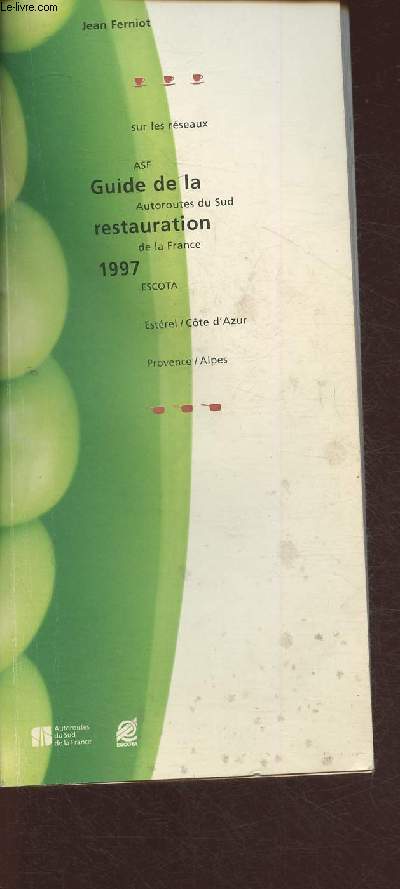 le-livre.com
Jean Ferniot
sur les réseaux
ASF
Guide de la
Autoroutes du Sud
restauration
de la France
1997
ESCOTA
Estérel / Côte d'Azur
Provence / Alpes
Autoroutes
du Sud
de la France
ESCOTA